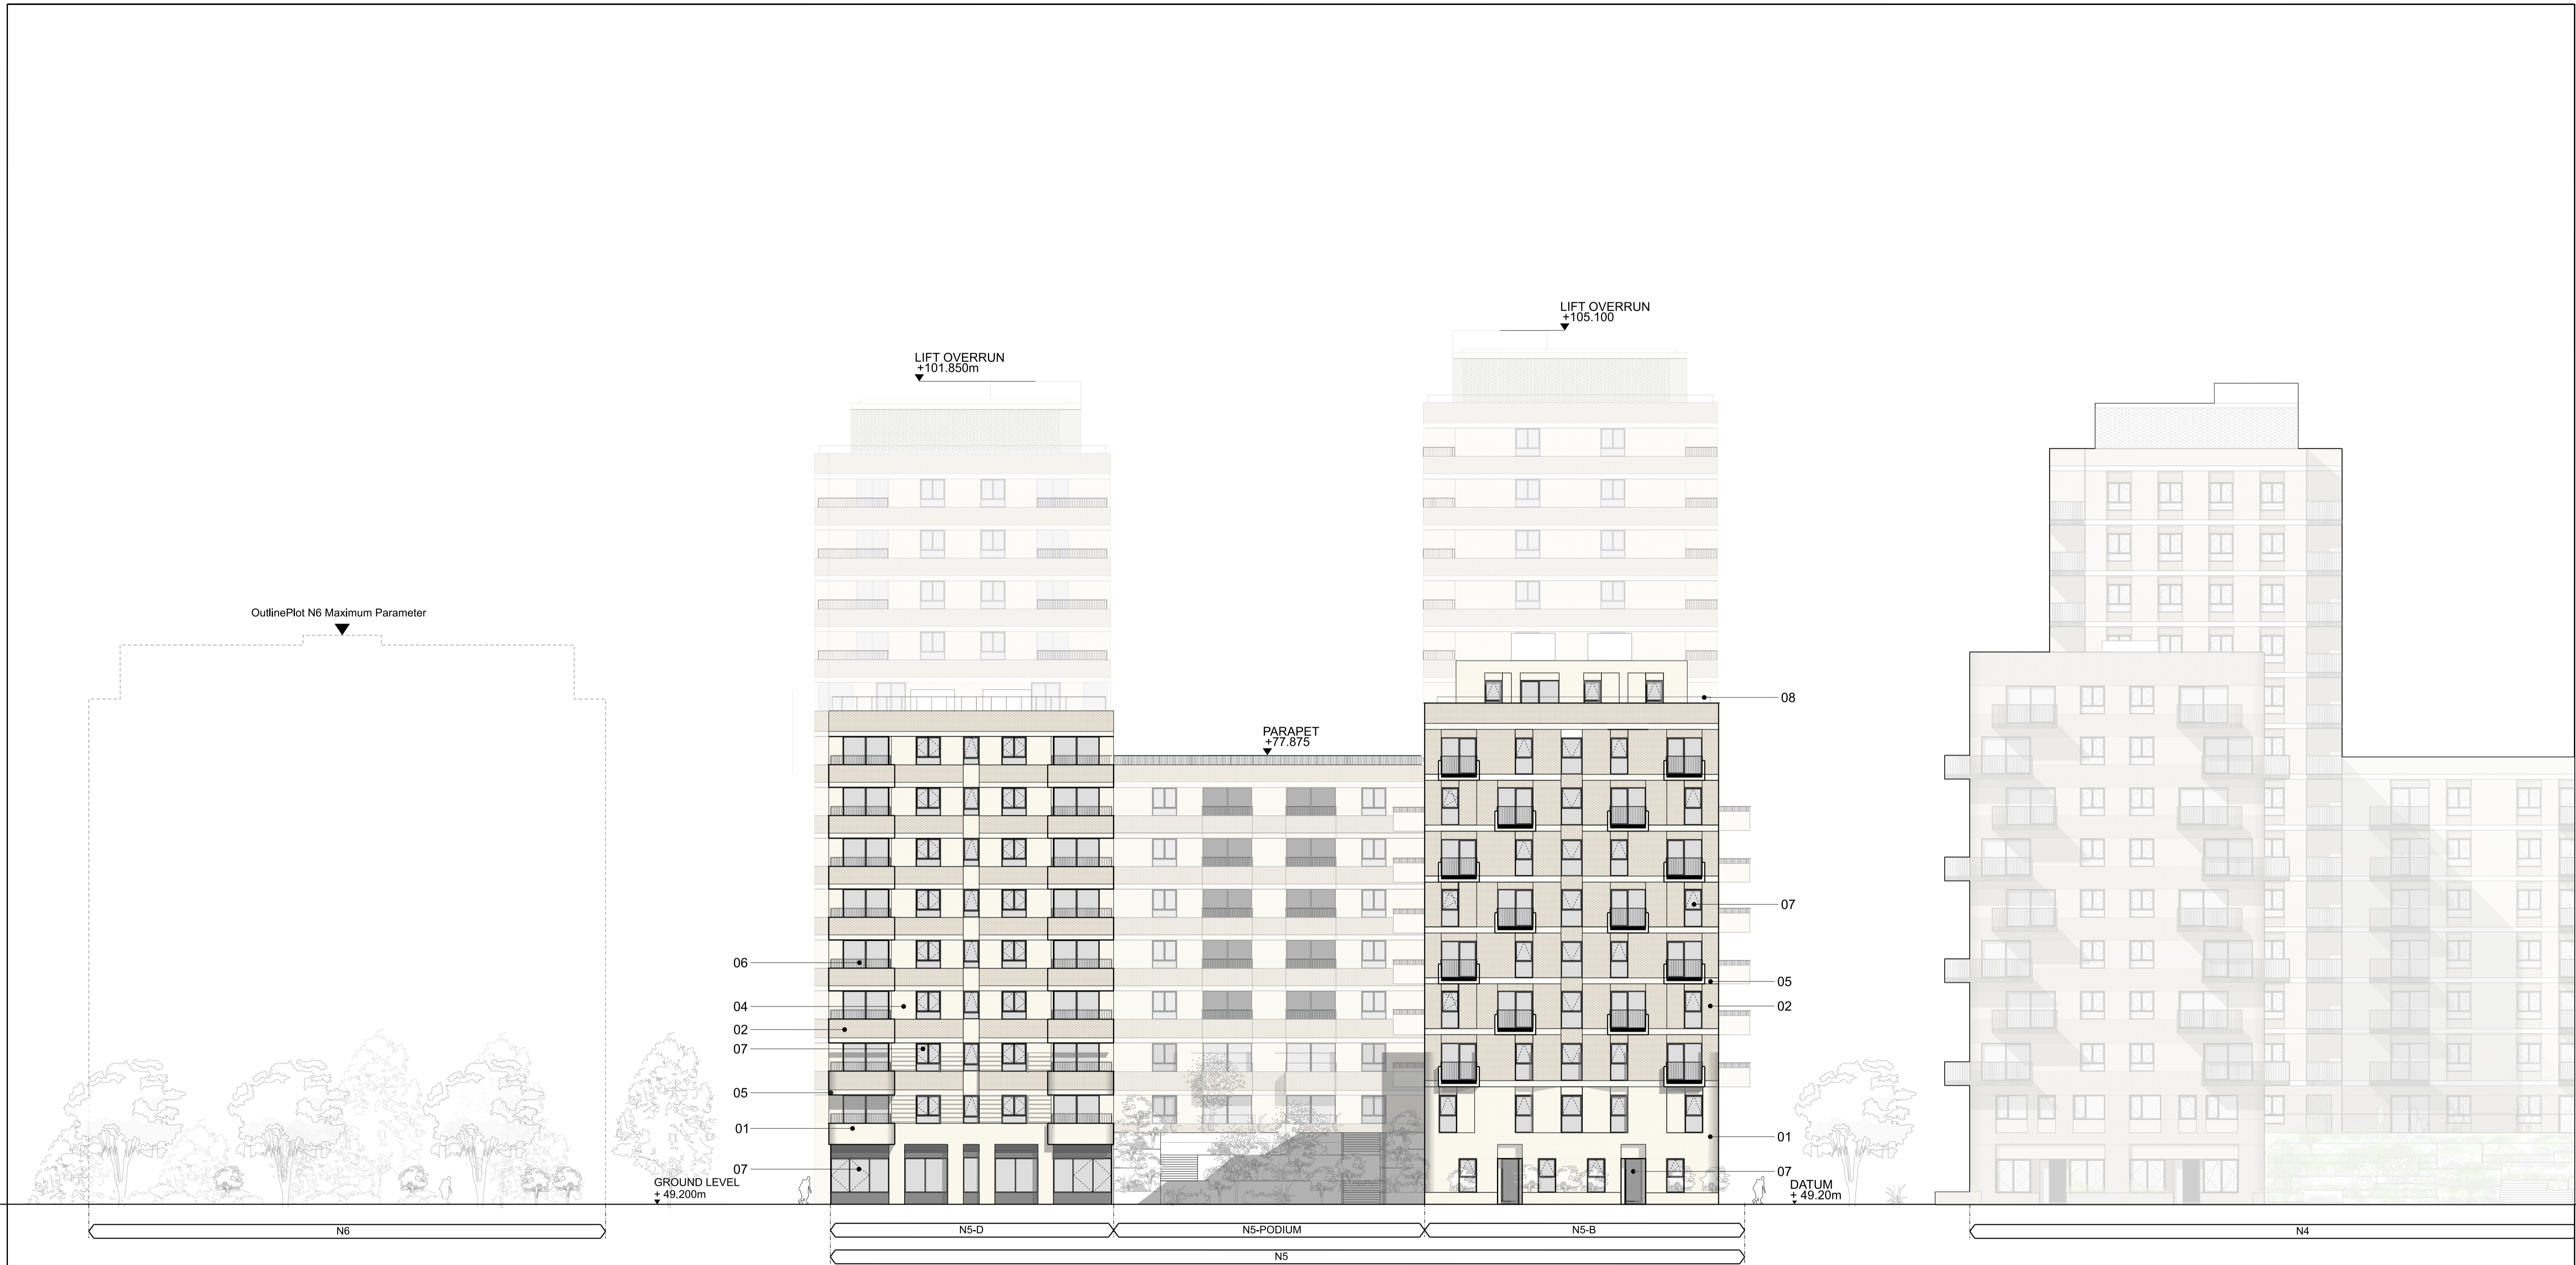 LIFT OVERRUN
+105.100
LIFT OVERRUN
+101.850m
OutlinePlot N6 Maximum Parameter
08
PARAPET
+77.875
07
06
05
04
02
02
07
05
01
01
07
07
GROUND LEVEL
+ 49.200m
DATUM
+ 49.20m
N6
N5-D
N5-PODIUM
N5-B
N4
N5